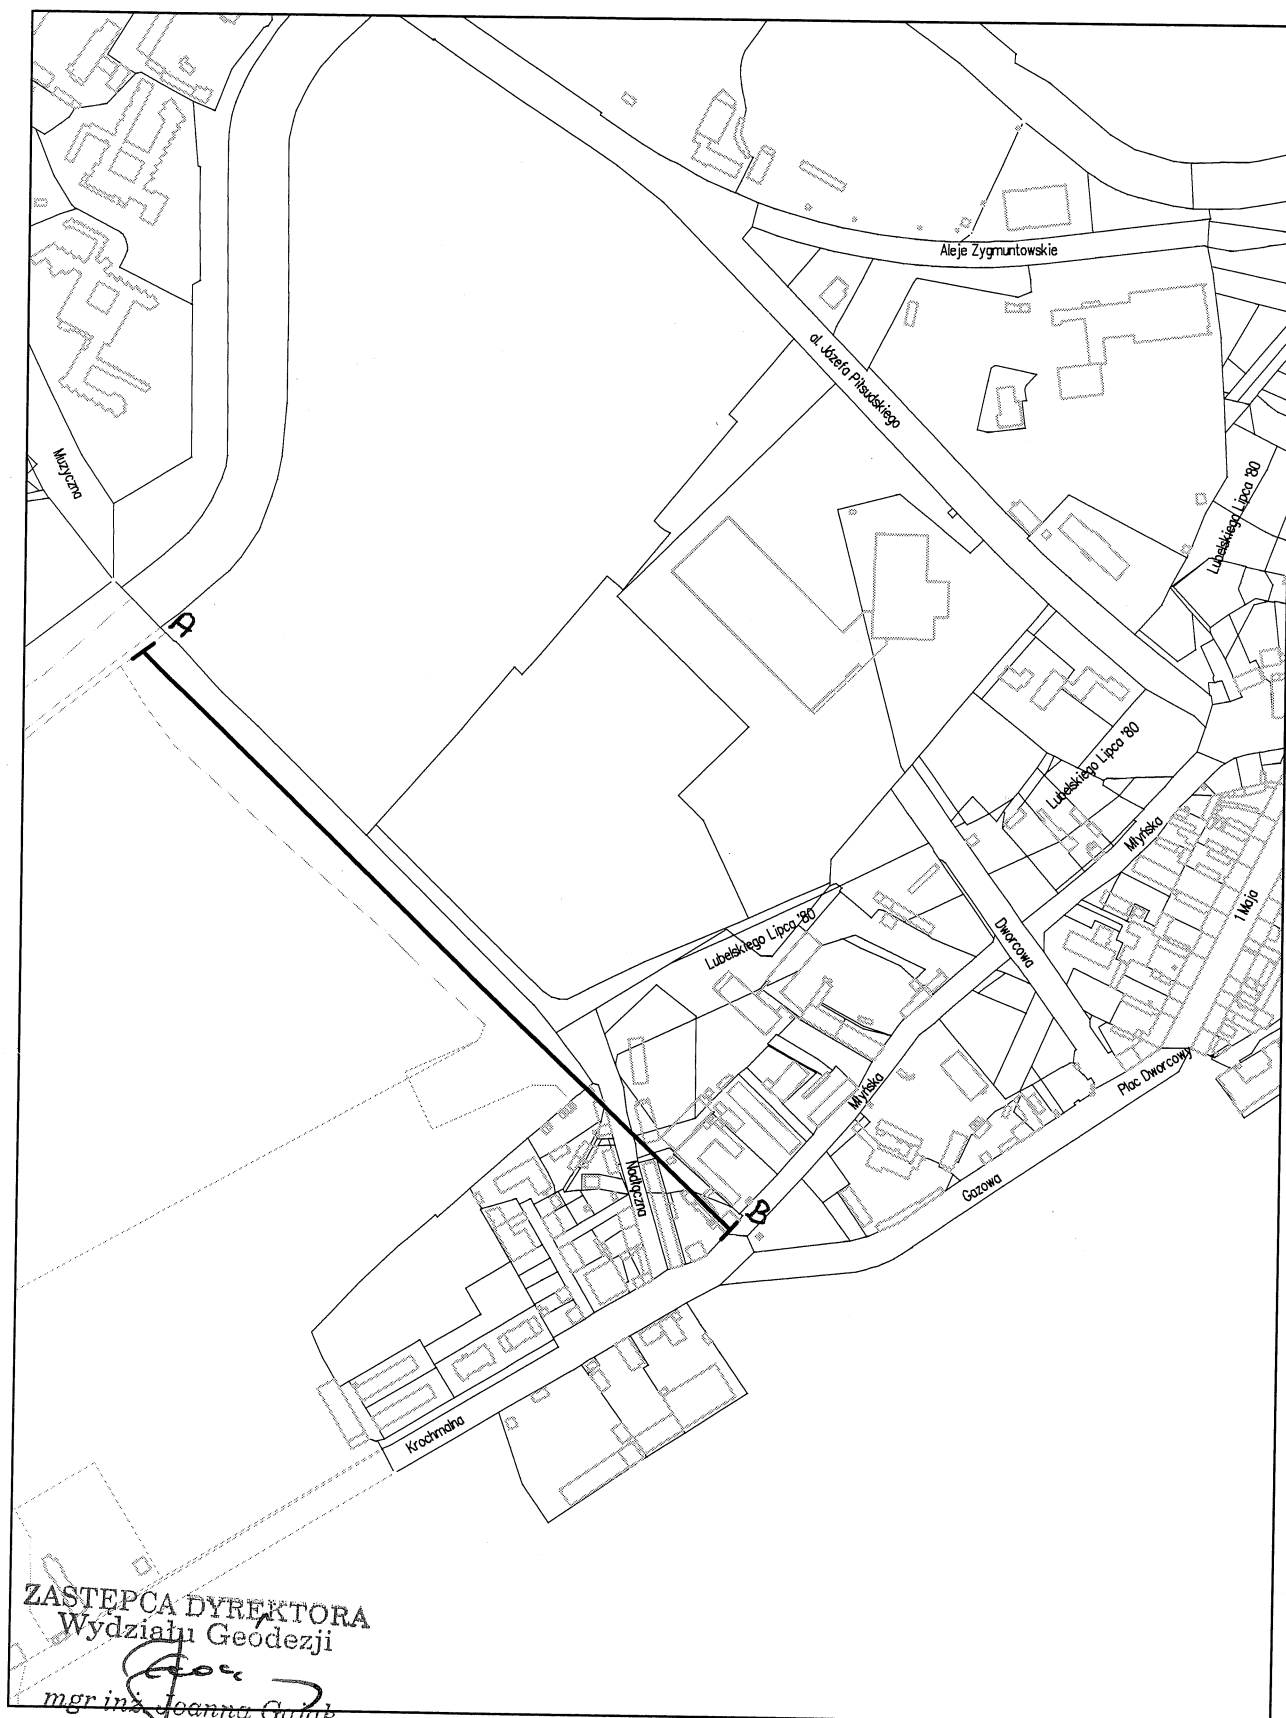 Aleje Zygmuntowskie
al. Józefa Piłsudskiego
Muzyczna
Lubelskiego Lipca '80
A
Lubelskiego Lipca '80
Młyńska
1 Maja
Lubelskiego Lipca '80
Dworcowa
Plac Dworcowy
Młyńska
Nadłączna
Gazowa
B
Krochmalna
ZASTĘPCA DYREKTORA
Wydziału Geodezji
mgr inż. Joanna